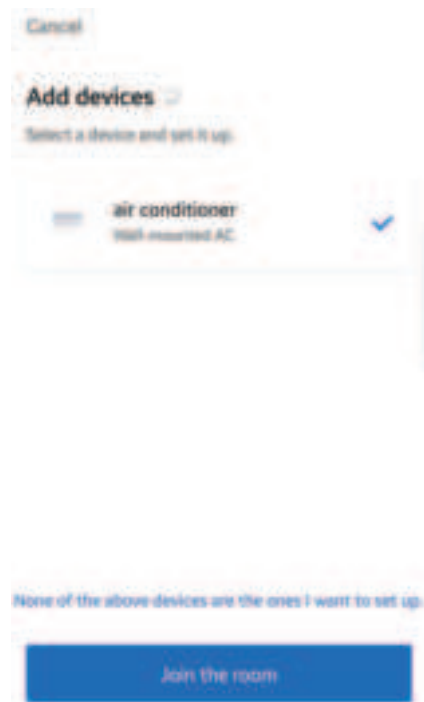 Cancel
Add devices
Select a device and set it up.
air conditioner
Wall-mounted AC
None of the above devices are the ones I want to set up.
Join the room